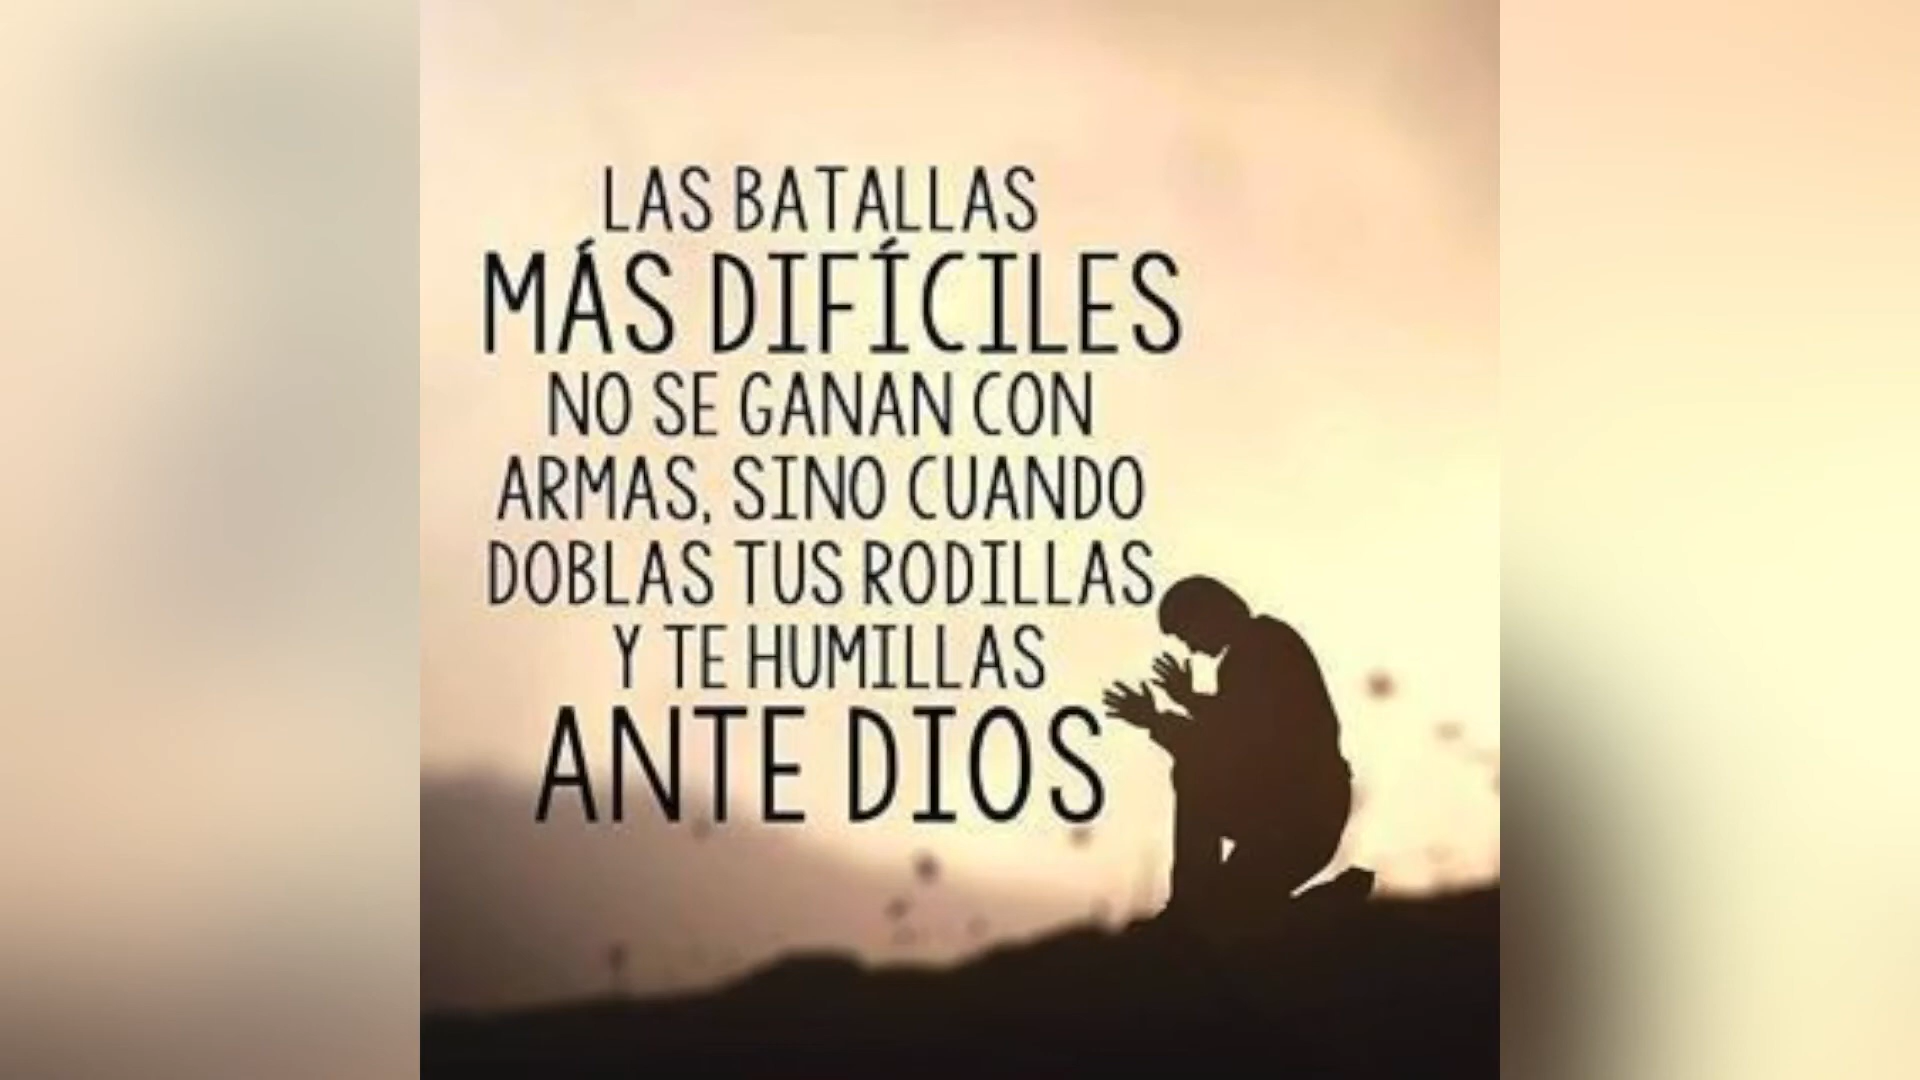 LAS BATALLAS
MÁS DIFÍCILES
NO SE GANAN CON
ARMAS, SINO CUANDO
DOBLAS TUS RODILLAS
Y TE HUMILLAS
ANTE DIOS